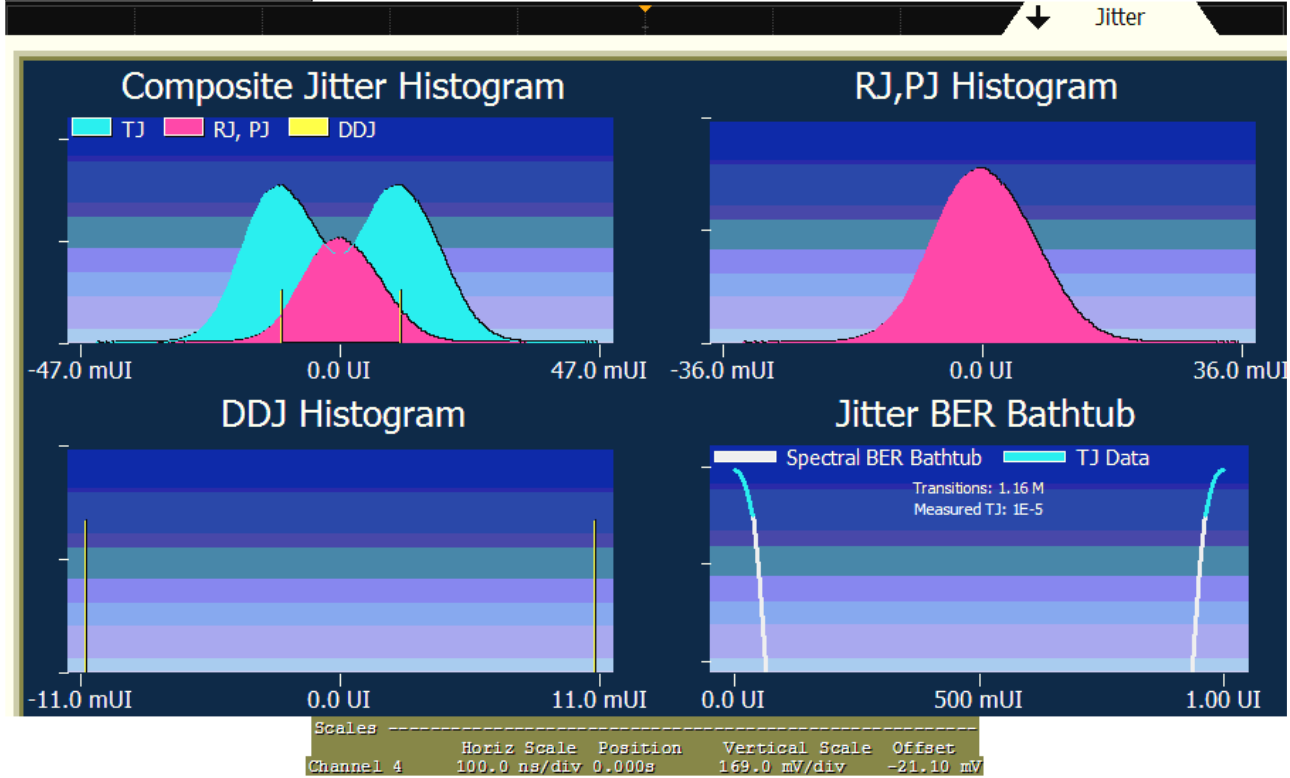 Jitter
Composite Jitter Histogram
TJ RJ, PJ DDJ
-47.0 mUI 0.0 UI 47.0 mUI
RJ,PJ Histogram
-36.0 mUI 0.0 UI 36.0 mUI
DDJ Histogram
-11.0 mUI 0.0 UI 11.0 mUI
Jitter BER Bathtub
Spectral BER Bathtub TJ Data
Transitions: 1.16 M
Measured TJ: 1E-5
0.0 UI 500 mUI 1.00 UI
Scales --------------------------------------------------------
Horiz Scale Position Vertical Scale Offset
Channel 4 100.0 ns/div 0.000s 169.0 mV/div -21.10 mV